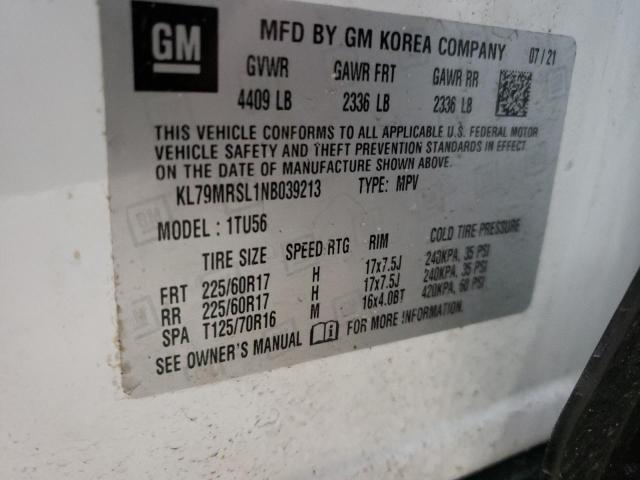 GM
MFD BY GM KOREA COMPANY 07/21
GVWR GAWR FRT GAWR RR
4409 LB 2336 LB 2336 LB
THIS VEHICLE CONFORMS TO ALL APPLICABLE U.S. FEDERAL MOTOR
VEHICLE SAFETY AND THEFT PREVENTION STANDARDS IN EFFECT
ON THE DATE OF MANUFACTURE SHOWN ABOVE.
KL79MRSL1NB039213 TYPE: MPV
MODEL: 1TU56
TIRE SIZE SPEED RTG RIM COLD TIRE PRESSURE
FRT 225/60R17 H 17x7.5J 240KPA, 35 PSI
RR 225/60R17 H 17x7.5J 240KPA, 35 PSI
SPA T125/70R16 M 16x4.0BT 420KPA, 60 PSI
SEE OWNER'S MANUAL FOR MORE INFORMATION.